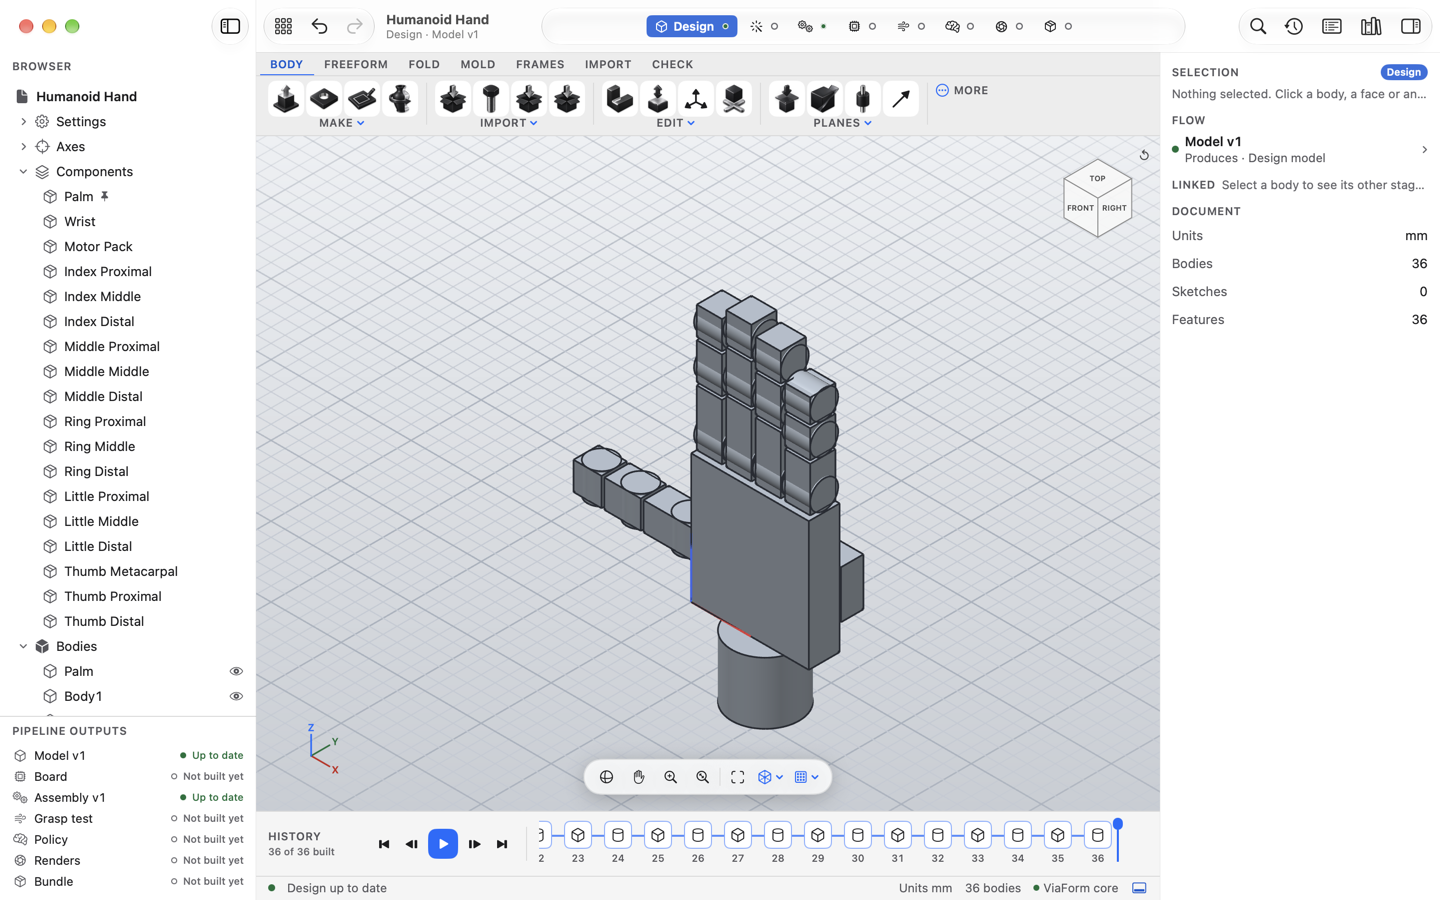 Humanoid Hand
Design · Model v1
Design
BROWSER
Humanoid Hand
Settings
Axes
Components
Palm
Wrist
Motor Pack
Index Proximal
Index Middle
Index Distal
Middle Proximal
Middle Middle
Middle Distal
Ring Proximal
Ring Middle
Ring Distal
Little Proximal
Little Middle
Little Distal
Thumb Metacarpal
Thumb Proximal
Thumb Distal
Bodies
Palm
Body1
PIPELINE OUTPUTS
Model v1 Up to date
Board Not built yet
Assembly v1 Up to date
Grasp test Not built yet
Policy Not built yet
Renders Not built yet
Bundle Not built yet
BODY FREEFORM FOLD MOLD FRAMES IMPORT CHECK
MAKE IMPORT EDIT PLANES MORE
TOP
FRONT RIGHT
Z
Y
X
HISTORY
36 of 36 built
2 23 24 25 26 27 28 29 30 31 32 33 34 35 36
Design up to date
Units mm 36 bodies ViaForm core
SELECTION Design
Nothing selected. Click a body, a face or an...
FLOW
Model v1
Produces · Design model
LINKED Select a body to see its other stag...
DOCUMENT
Units mm
Bodies 36
Sketches 0
Features 36